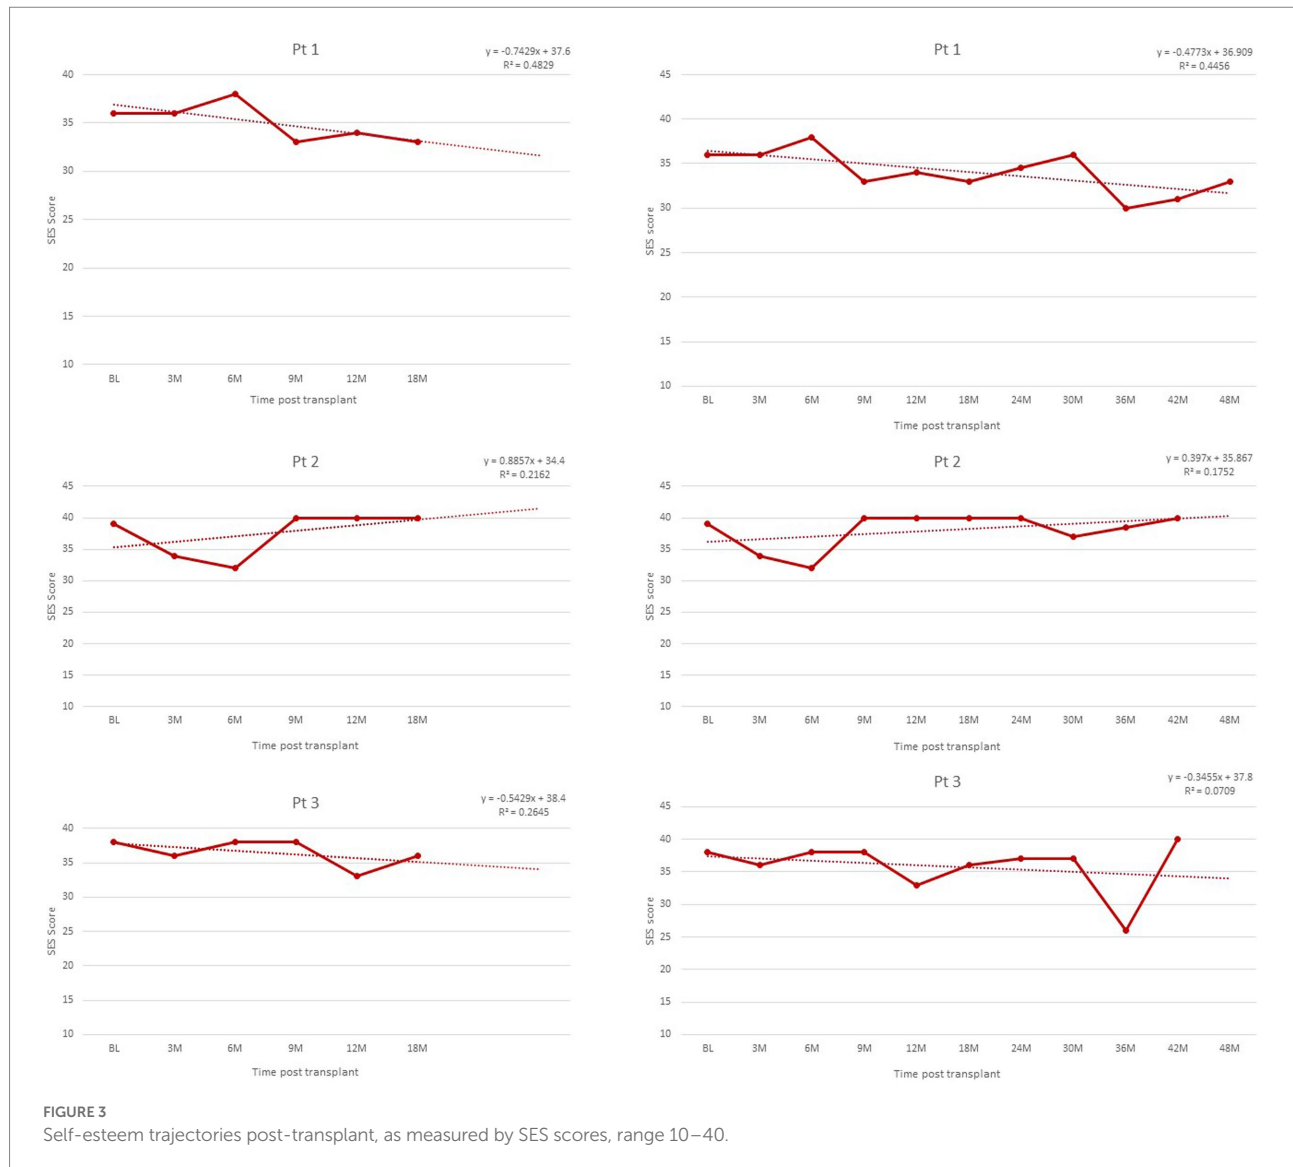 Pt 1
y = -0.7429x + 37.6
R² = 0.4829
40
35
30
25
20
15
10
SES Score
BL 3M 6M 9M 12M 18M
Time post transplant
Pt 1
y = -0.4773x + 36.909
R² = 0.4456
45
40
35
30
25
20
15
10
SES score
BL 3M 6M 9M 12M 18M 24M 30M 36M 42M 48M
Time post transplant
Pt 2
y = 0.8857x + 34.4
R² = 0.2162
45
40
35
30
25
20
15
10
SES Score
BL 3M 6M 9M 12M 18M
Time post transplant
Pt 2
y = 0.397x + 35.867
R² = 0.1752
45
40
35
30
25
20
15
10
SES score
BL 3M 6M 9M 12M 18M 24M 30M 36M 42M 48M
Time post transplant
Pt 3
y = -0.5429x + 38.4
R² = 0.2645
40
35
30
25
20
15
10
SES Score
BL 3M 6M 9M 12M 18M
Time post transplant
Pt 3
y = -0.3455x + 37.8
R² = 0.0709
45
40
35
30
25
20
15
10
SES score
BL 3M 6M 9M 12M 18M 24M 30M 36M 42M 48M
Time post transplant
FIGURE 3
Self-esteem trajectories post-transplant, as measured by SES scores, range 10–40.